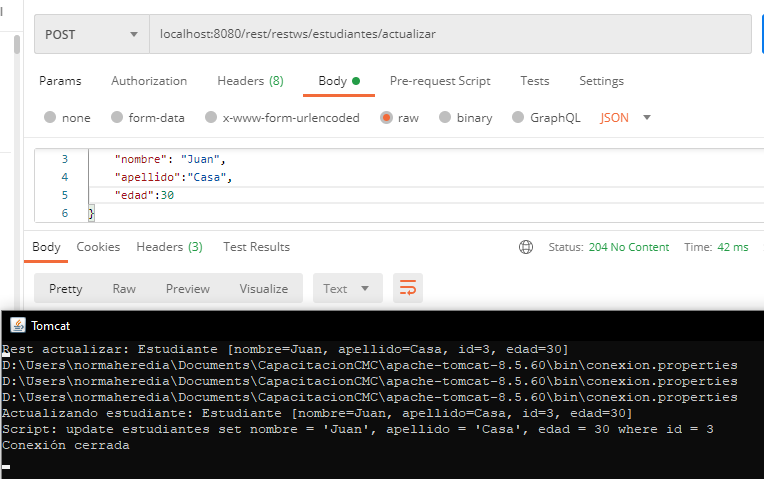 POST localhost:8080/rest/restws/estudiantes/actualizar
Params Authorization Headers (8) Body Pre-request Script Tests Settings
none form-data x-www-form-urlencoded raw binary GraphQL JSON
3 "nombre": "Juan",
4 "apellido":"Casa",
5 "edad":30
6 }
Body Cookies Headers (3) Test Results Status: 204 No Content Time: 42 ms
Pretty Raw Preview Visualize Text
Tomcat
Rest actualizar: Estudiante [nombre=Juan, apellido=Casa, id=3, edad=30]
D:\Users\normaheredia\Documents\CapacitacionCMC\apache-tomcat-8.5.60\bin\conexion.properties
D:\Users\normaheredia\Documents\CapacitacionCMC\apache-tomcat-8.5.60\bin\conexion.properties
D:\Users\normaheredia\Documents\CapacitacionCMC\apache-tomcat-8.5.60\bin\conexion.properties
Actualizando estudiante: Estudiante [nombre=Juan, apellido=Casa, id=3, edad=30]
Script: update estudiantes set nombre = 'Juan', apellido = 'Casa', edad = 30 where id = 3
Conexión cerrada